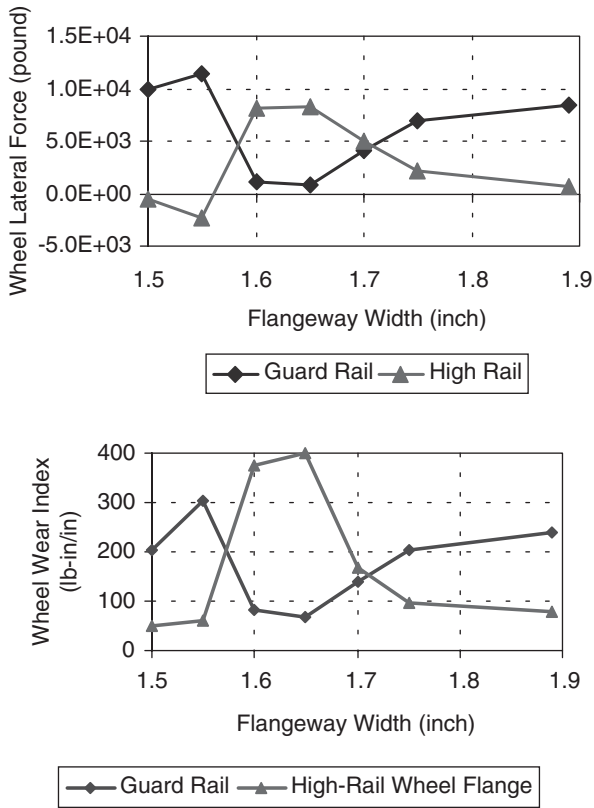 Wheel Lateral Force (pound)
1.5E+04
1.0E+04
5.0E+03
0.0E+00
-5.0E+03
1.5 1.6 1.7 1.8 1.9
Flangeway Width (inch)
Guard Rail High Rail
Wheel Wear Index
(lb-in/in)
400
300
200
100
0
1.5 1.6 1.7 1.8 1.9
Flangeway Width (inch)
Guard Rail High-Rail Wheel Flange